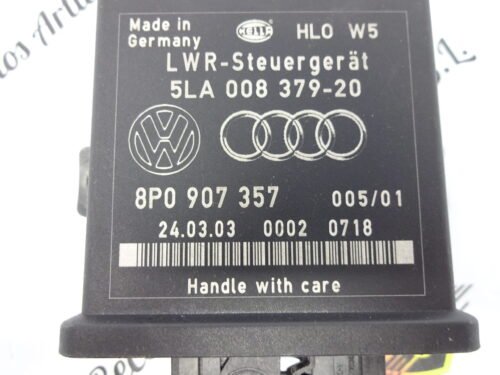 Made in
Germany
HELLA
HLO W5
LWR-Steuergerät
5LA 008 379-20
8P0 907 357
005/01
24.03.03 0002 0718
Handle with care